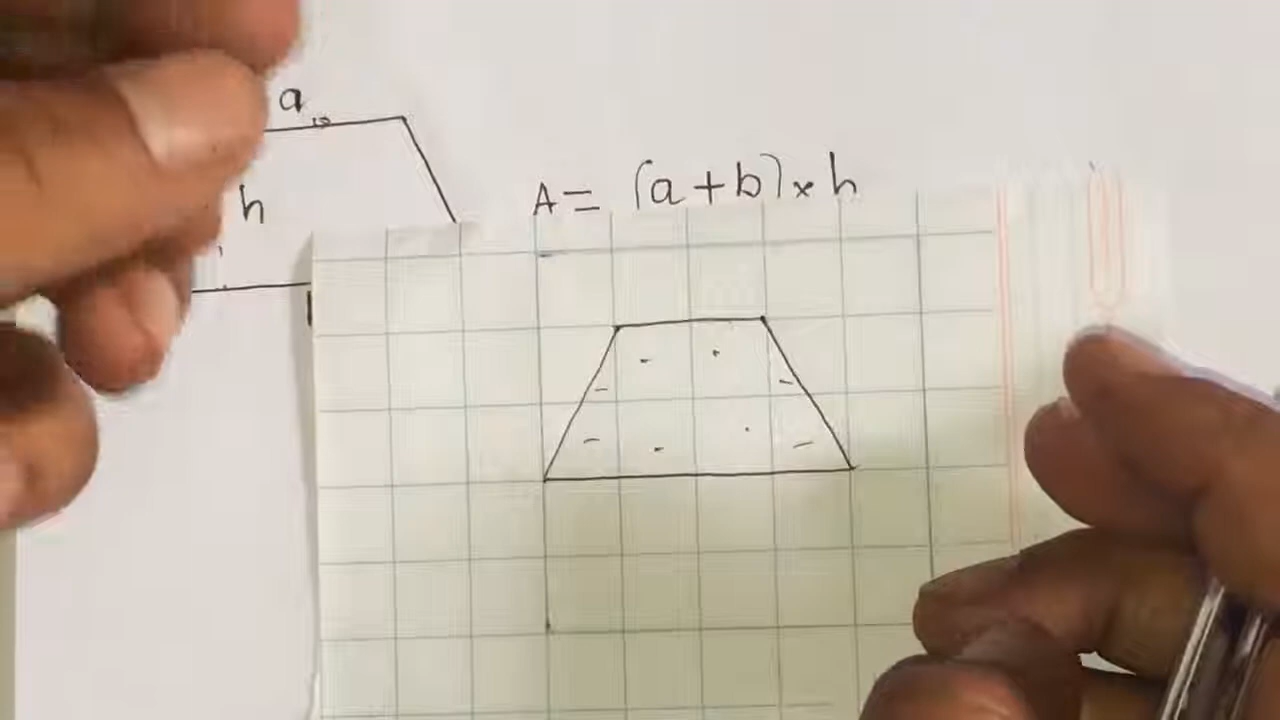 a
h
A = (a+b) × h